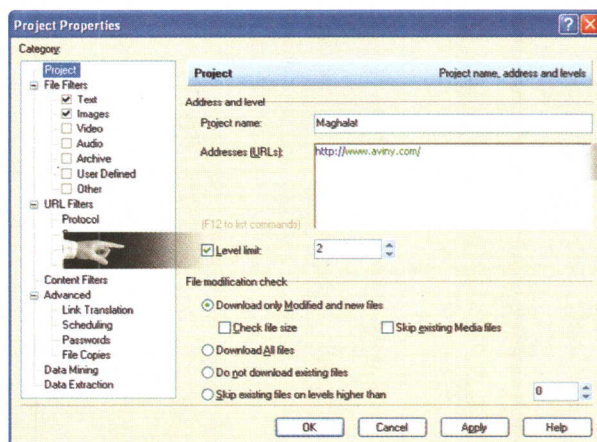 Project Properties
Category:
Project
File Filters
Text
Images
Video
Audio
Archive
User Defined
Other
URL Filters
Protocol
Content Filters
Advanced
Link Translation
Scheduling
Passwords
File Copies
Data Mining
Data Extraction
Project
Project name, address and levels
Address and level
Project name:
Maghalat
Addresses (URLs):
http://www.aviny.com/
(F12 to list commands)
Level limit:
2
File modification check
Download only Modified and new files
Check file size
Skip existing Media files
Download All files
Do not download existing files
Skip existing files on levels higher than
0
OK
Cancel
Apply
Help